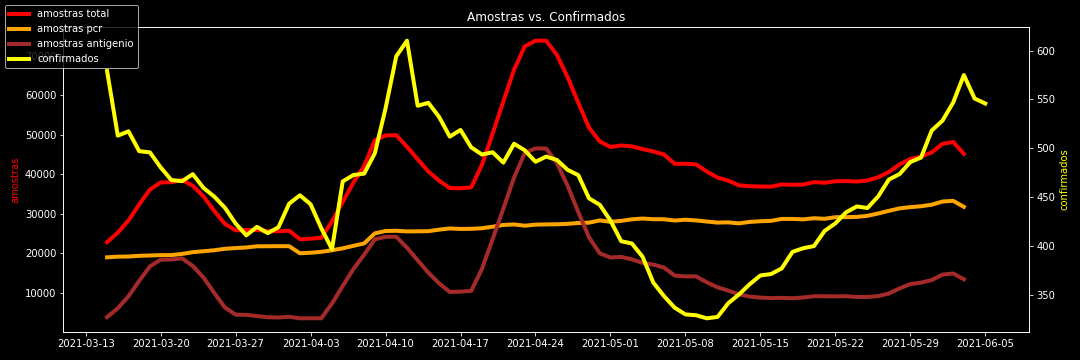 Amostras vs. Confirmados
amostras total
amostras pcr
amostras antigenio
confirmados
70000
60000
50000
40000
30000
20000
10000
amostras
600
550
500
450
400
350
confirmados
2021-03-13 2021-03-20 2021-03-27 2021-04-03 2021-04-10 2021-04-17 2021-04-24 2021-05-01 2021-05-08 2021-05-15 2021-05-22 2021-05-29 2021-06-05